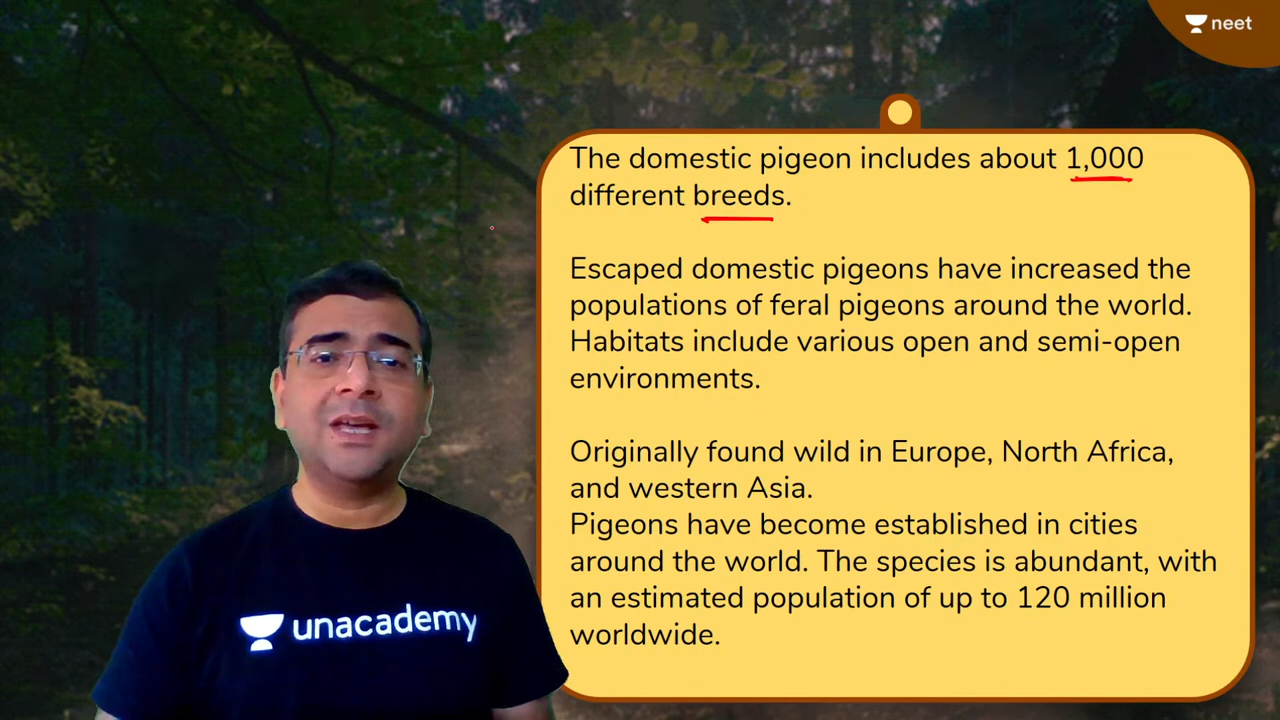 neet
The domestic pigeon includes about 1,000
different breeds.
Escaped domestic pigeons have increased the
populations of feral pigeons around the world.
Habitats include various open and semi-open
environments.
Originally found wild in Europe, North Africa,
and western Asia.
Pigeons have become established in cities
around the world. The species is abundant, with
an estimated population of up to 120 million
worldwide.
unacademy